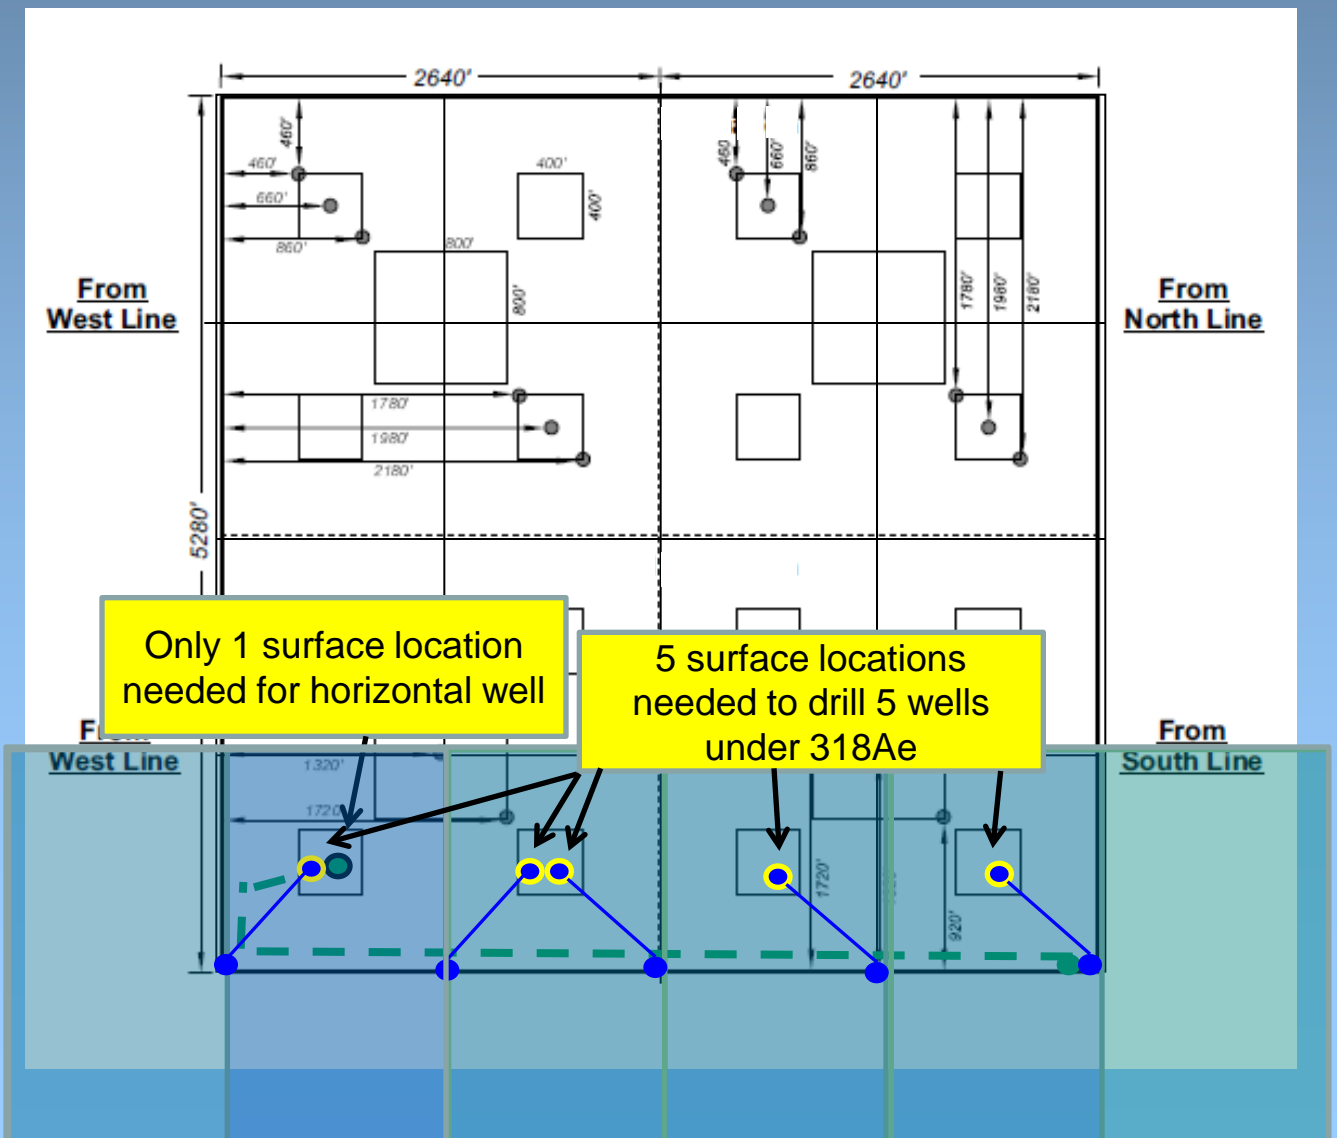 2640'
2640'
460'
460'
660'
860'
400'
400'
800'
800'
460
660'
860'
1780'
1980'
2180'
From
West Line
From
North Line
1780'
1980'
2180'
5280'
Only 1 surface location
needed for horizontal well
5 surface locations
needed to drill 5 wells
under 318Ae
West Line
From
South Line
1320'
1720'
1720'
920'